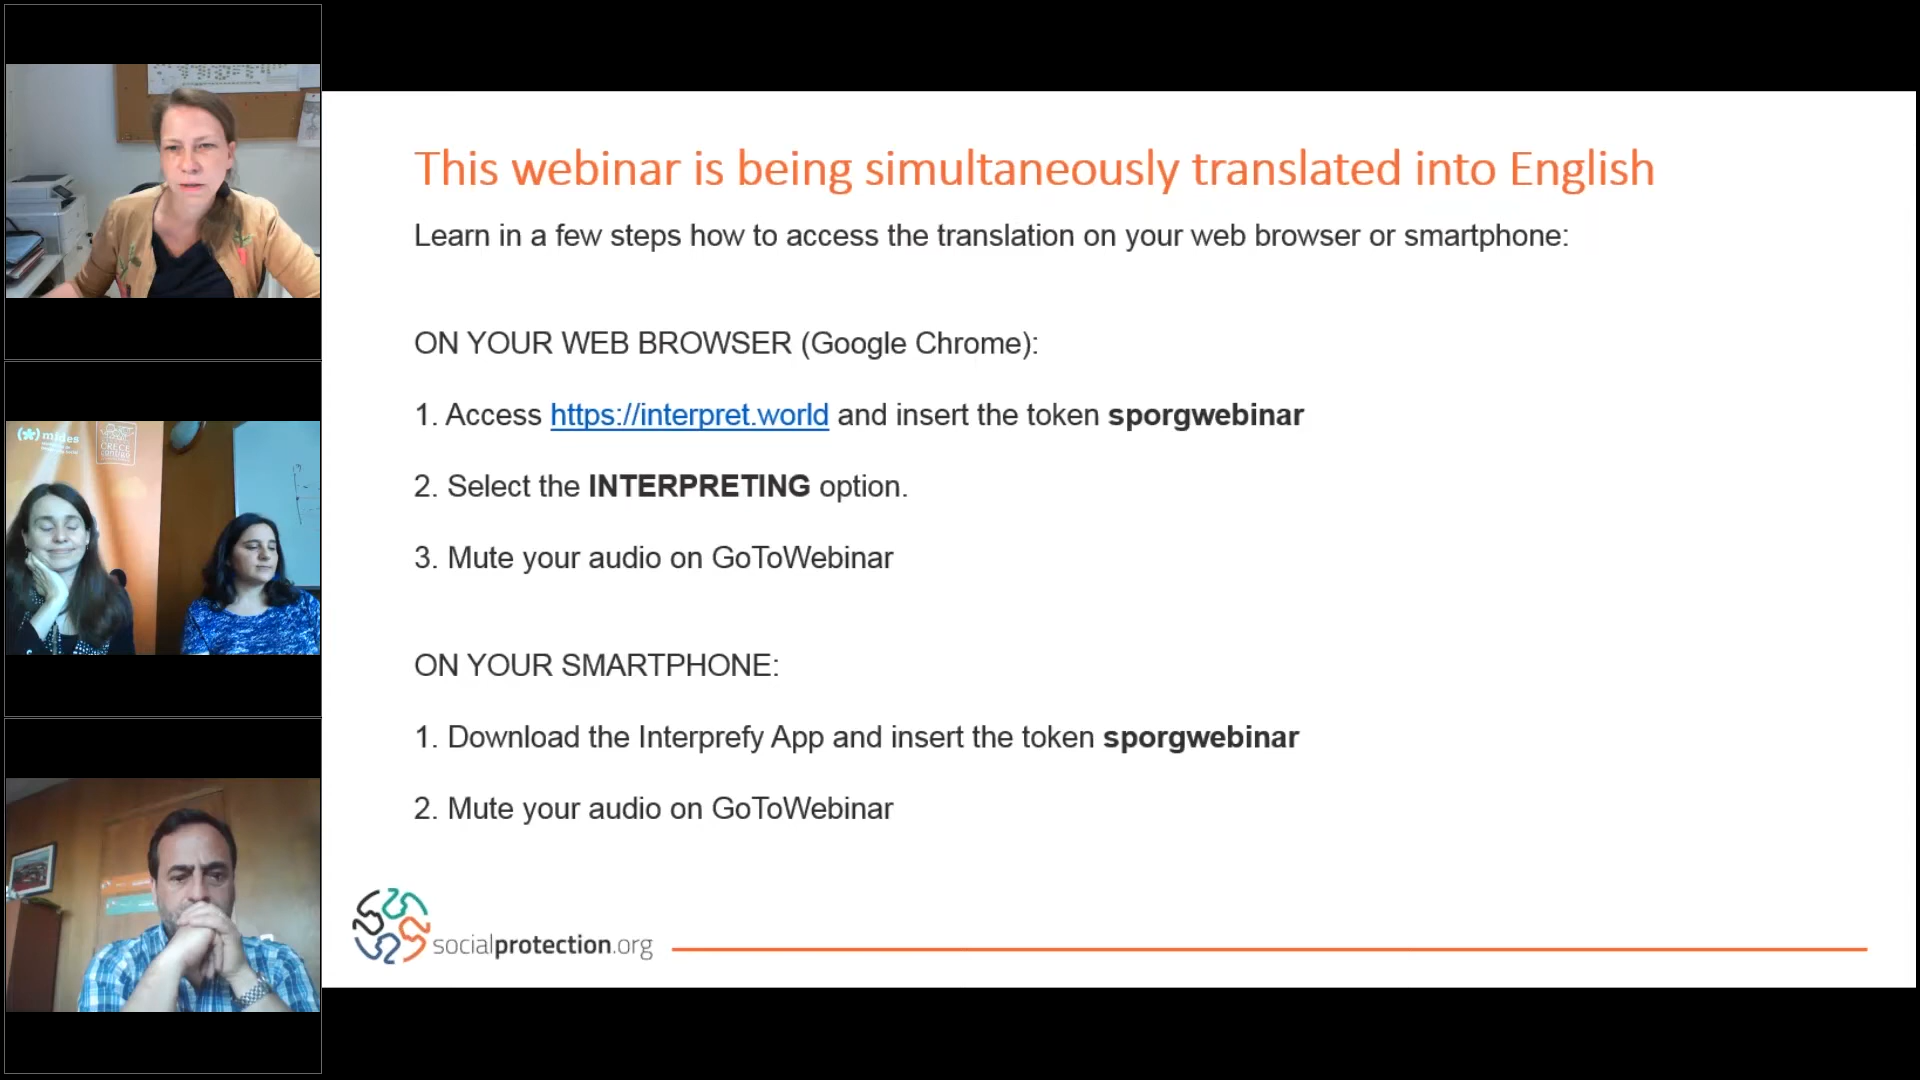 This webinar is being simultaneously translated into English
Learn in a few steps how to access the translation on your web browser or smartphone:
ON YOUR WEB BROWSER (Google Chrome):
1. Access https://interpret.world and insert the token sporgwebinar
2. Select the INTERPRETING option.
3. Mute your audio on GoToWebinar
ON YOUR SMARTPHONE:
1. Download the Interprefy App and insert the token sporgwebinar
2. Mute your audio on GoToWebinar
socialprotection.org
mides
CRECE